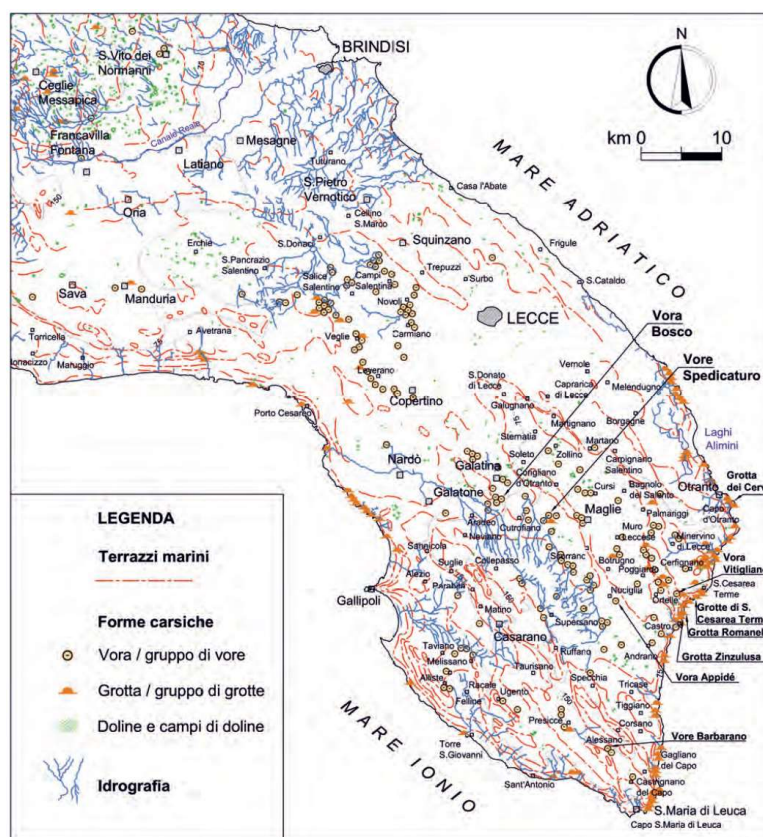 BRINDISI
N
km 0
10
S.Vito dei
Normanni
Ceglie
Messapica
Francavilla
Fontana
Canale Reale
Latiano
Mesagne
Tuturano
S.Pietro
Vernotico
MARE ADRIATICO
Casa l'Abate
Oria
Cellino
S.Marco
Erchie
S.Donaci
Squinzano
Frigule
S.Pancrazio
Salentino
Salice
Salentino
Campi
Salentina
Trepuzzi
Surbo
S.Cataldo
Sava
Manduria
Novoli
LECCE
Vora
Bosco
Torricella
Avetrana
Veglie
Carmiano
Maruggio
Leverano
Vore
Spedicaturo
S.Donato
di Lecce
Vernole
Caprarica
di Lecce
Melendugno
Porto Cesareo
Copertino
Galugnano
Martignano
Borgagne
Sternatia
Laghi
Alimini
Nardò
Galatina
Soleto
Zollino
Martano
Carpignano
Salentino
Corigliano
d'Otranto
Otranto
Grotta
dei Cerv
Galatone
Cursi
Bagnolo
del Salento
Maglie
Palmariggi
Capo
d'Otranto
Aradeo
Cutrofiano
Muro
Leccese
Minervino
di Lecce
Neviano
Sannicola
Collepasso
Scorrano
Botrugno
Poggiardo
Cerfignano
Vora
Vitigliano
Alezio
Parabita
Nociglia
Ortelle
S.Cesarea
Terme
Gallipoli
Matino
Supersano
Castro
Grotte di S.
Cesarea Term
Grotta Romanel
Casarano
Taviano
Ruffano
Andrano
Grotta Zinzulusa
Melissano
Taurisano
Specchia
Vora Appidé
Alliste
Racale
Ugento
Tricase
Felline
Tiggiano
Presicce
Corsano
MARE IONIO
Alessano
Vore Barbarano
Torre
S.Giovanni
Gagliano
del Capo
Sant'Antonio
Castrignano
del Capo
S.Maria di Leuca
Capo S.Maria di Leuca
LEGENDA
Terrazzi marini
Forme carsiche
Vora / gruppo di vore
Grotta / gruppo di grotte
Doline e campi di doline
Idrografia